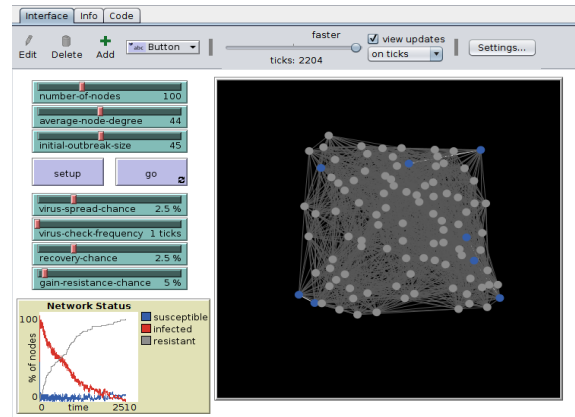 Interface Info Code
Edit Delete Add abc Button faster view updates
ticks: 2204 on ticks Settings...
number-of-nodes 100
average-node-degree 44
initial-outbreak-size 45
setup go
virus-spread-chance 2.5 %
virus-check-frequency 1 ticks
recovery-chance 2.5 %
gain-resistance-chance 5 %
Network Status
100
% of nodes
0
0 time 2510
susceptible
infected
resistant